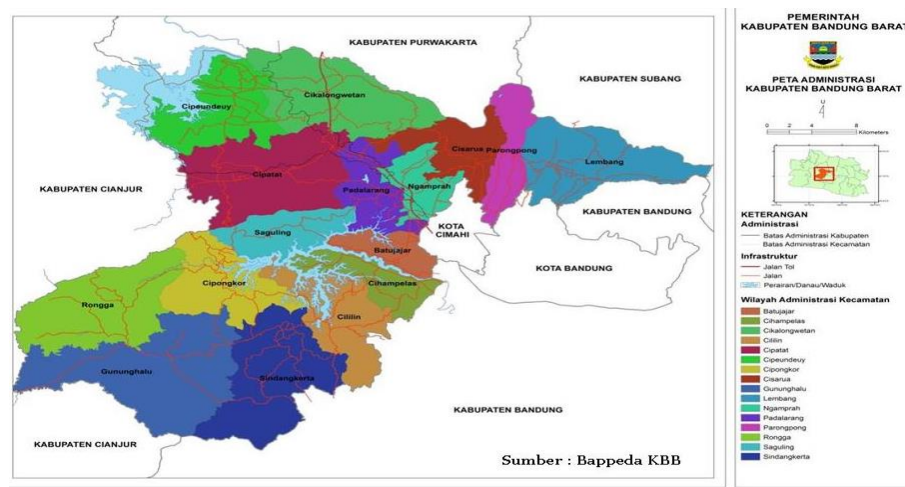 KABUPATEN PURWAKARTA
KABUPATEN SUBANG
Cipeundeuy
Cikalongwetan
Cisarua
Parongpong
Lembang
Cipatat
Padalarang
Ngamprah
KABUPATEN CIANJUR
KABUPATEN BANDUNG
KOTA
CIMAHI
Saguling
Batujajar
KOTA BANDUNG
Cipongkor
Cihampelas
Rongga
Cililin
Gununghalu
Sindangkerta
KABUPATEN BANDUNG
KABUPATEN CIANJUR
Sumber : Bappeda KBB
PEMERINTAH
KABUPATEN BANDUNG BARAT
PETA ADMINISTRASI
KABUPATEN BANDUNG BARAT
U
0 2 4 8
Kilometers
KETERANGAN
Administrasi
Batas Administrasi Kabupaten
Batas Administrasi Kecamatan
Infrastruktur
Jalan Tol
Jalan
Perairan/Danau/Waduk
Wilayah Administrasi Kecamatan
Batujajar
Cihampelas
Cikalongwetan
Cililin
Cipatat
Cipeundeuy
Cipongkor
Cisarua
Gununghalu
Lembang
Ngamprah
Padalarang
Parongpong
Rongga
Saguling
Sindangkerta